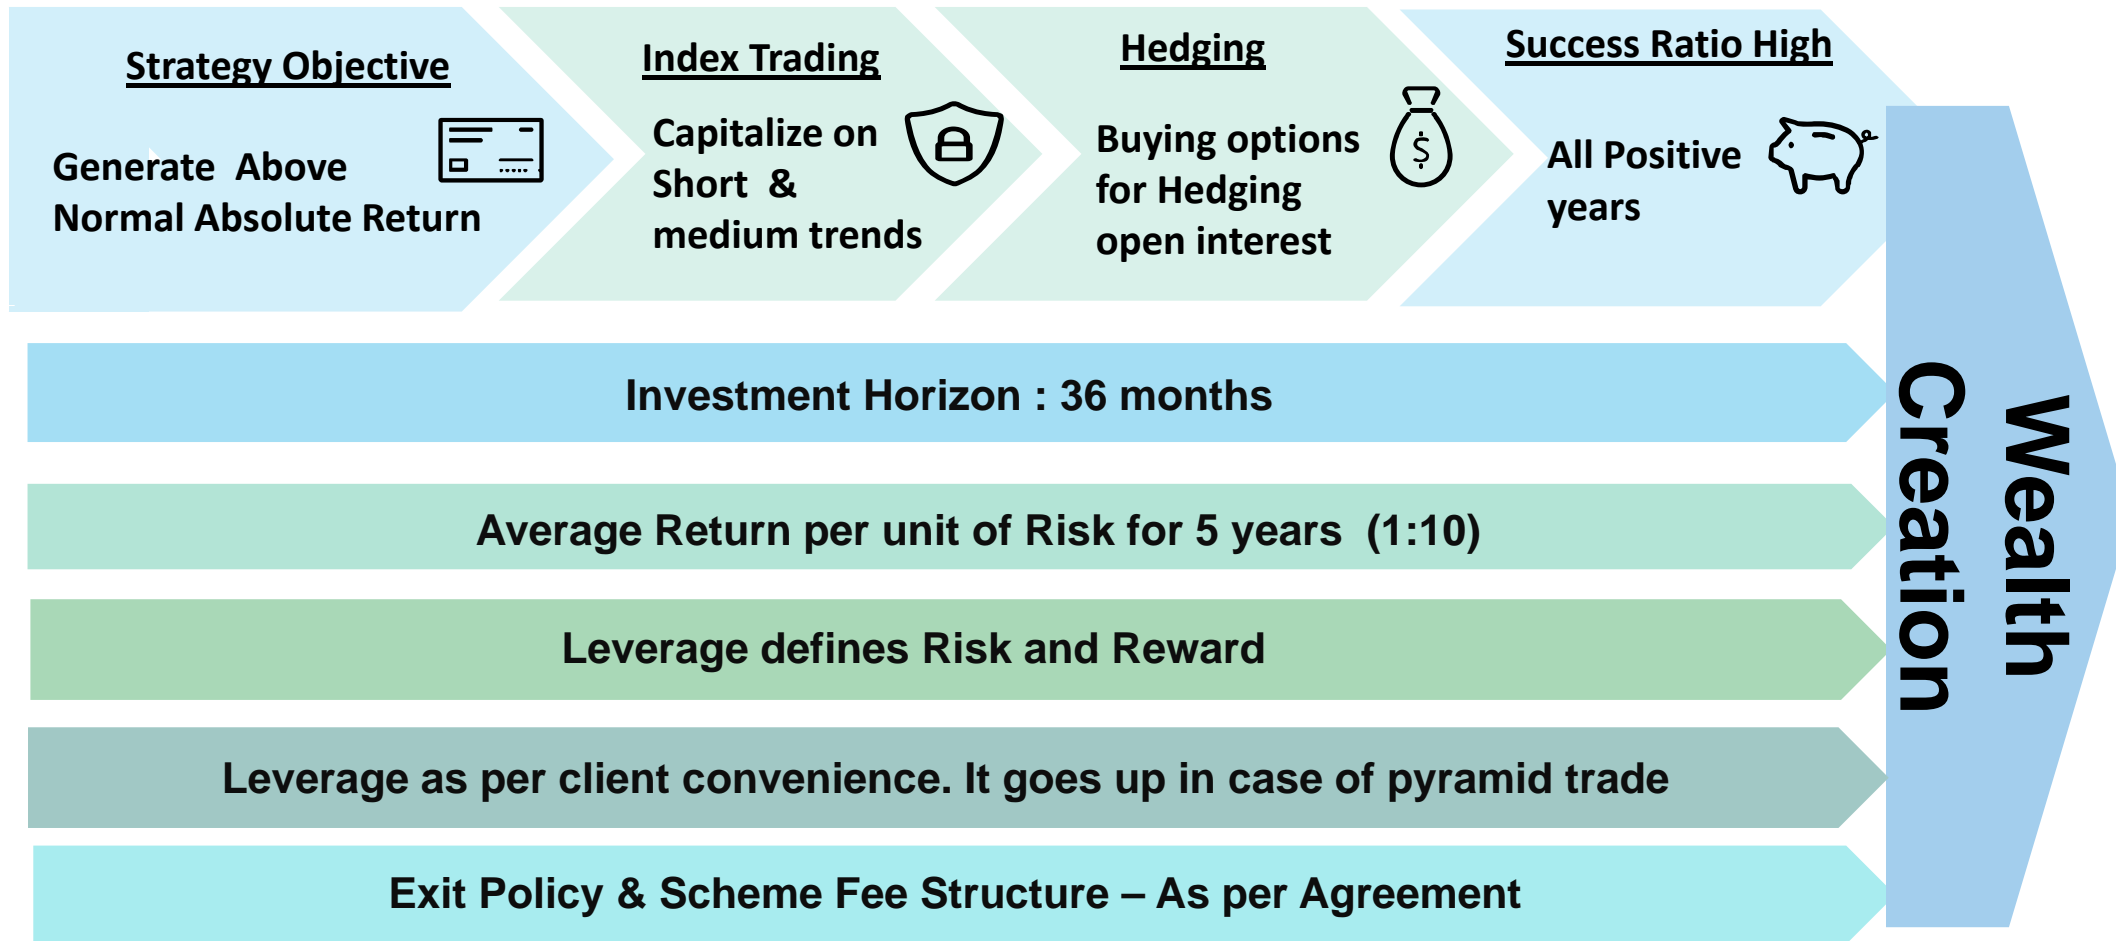 Strategy Objective
Generate  Above
Normal Absolute Return
Index Trading
Capitalize on
Short  &
medium trends
Hedging
Buying options
for Hedging
open interest
$
Success Ratio High
All Positive
years
Investment Horizon : 36 months
Average Return per unit of Risk for 5 years  (1:10)
Leverage defines Risk and Reward
Leverage as per client convenience. It goes up in case of pyramid trade
Exit Policy & Scheme Fee Structure – As per Agreement
Wealth
Creation